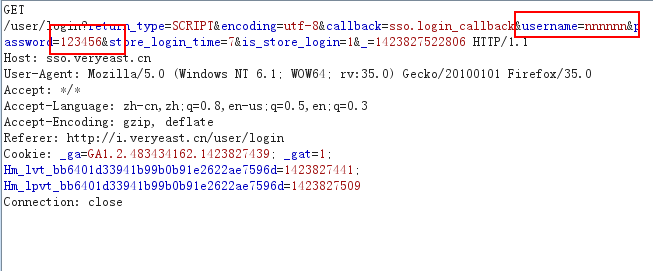 GET
/user/login?return_type=SCRIPT&encoding=utf-8&callback=sso.login_callback&username=nnnnnn&p
assword=123456&store_login_time=7&is_store_login=1&_=1423827522806 HTTP/1.1
Host: sso.veryeast.cn
User-Agent: Mozilla/5.0 (Windows NT 6.1; WOW64; rv:35.0) Gecko/20100101 Firefox/35.0
Accept: */*
Accept-Language: zh-cn,zh;q=0.8,en-us;q=0.5,en;q=0.3
Accept-Encoding: gzip, deflate
Referer: http://i.veryeast.cn/user/login
Cookie: _ga=GA1.2.483434162.1423827439; _gat=1;
Hm_lvt_bb6401d33941b99b0b91e2622ae7596d=1423827441;
Hm_lpvt_bb6401d33941b99b0b91e2622ae7596d=1423827509
Connection: close